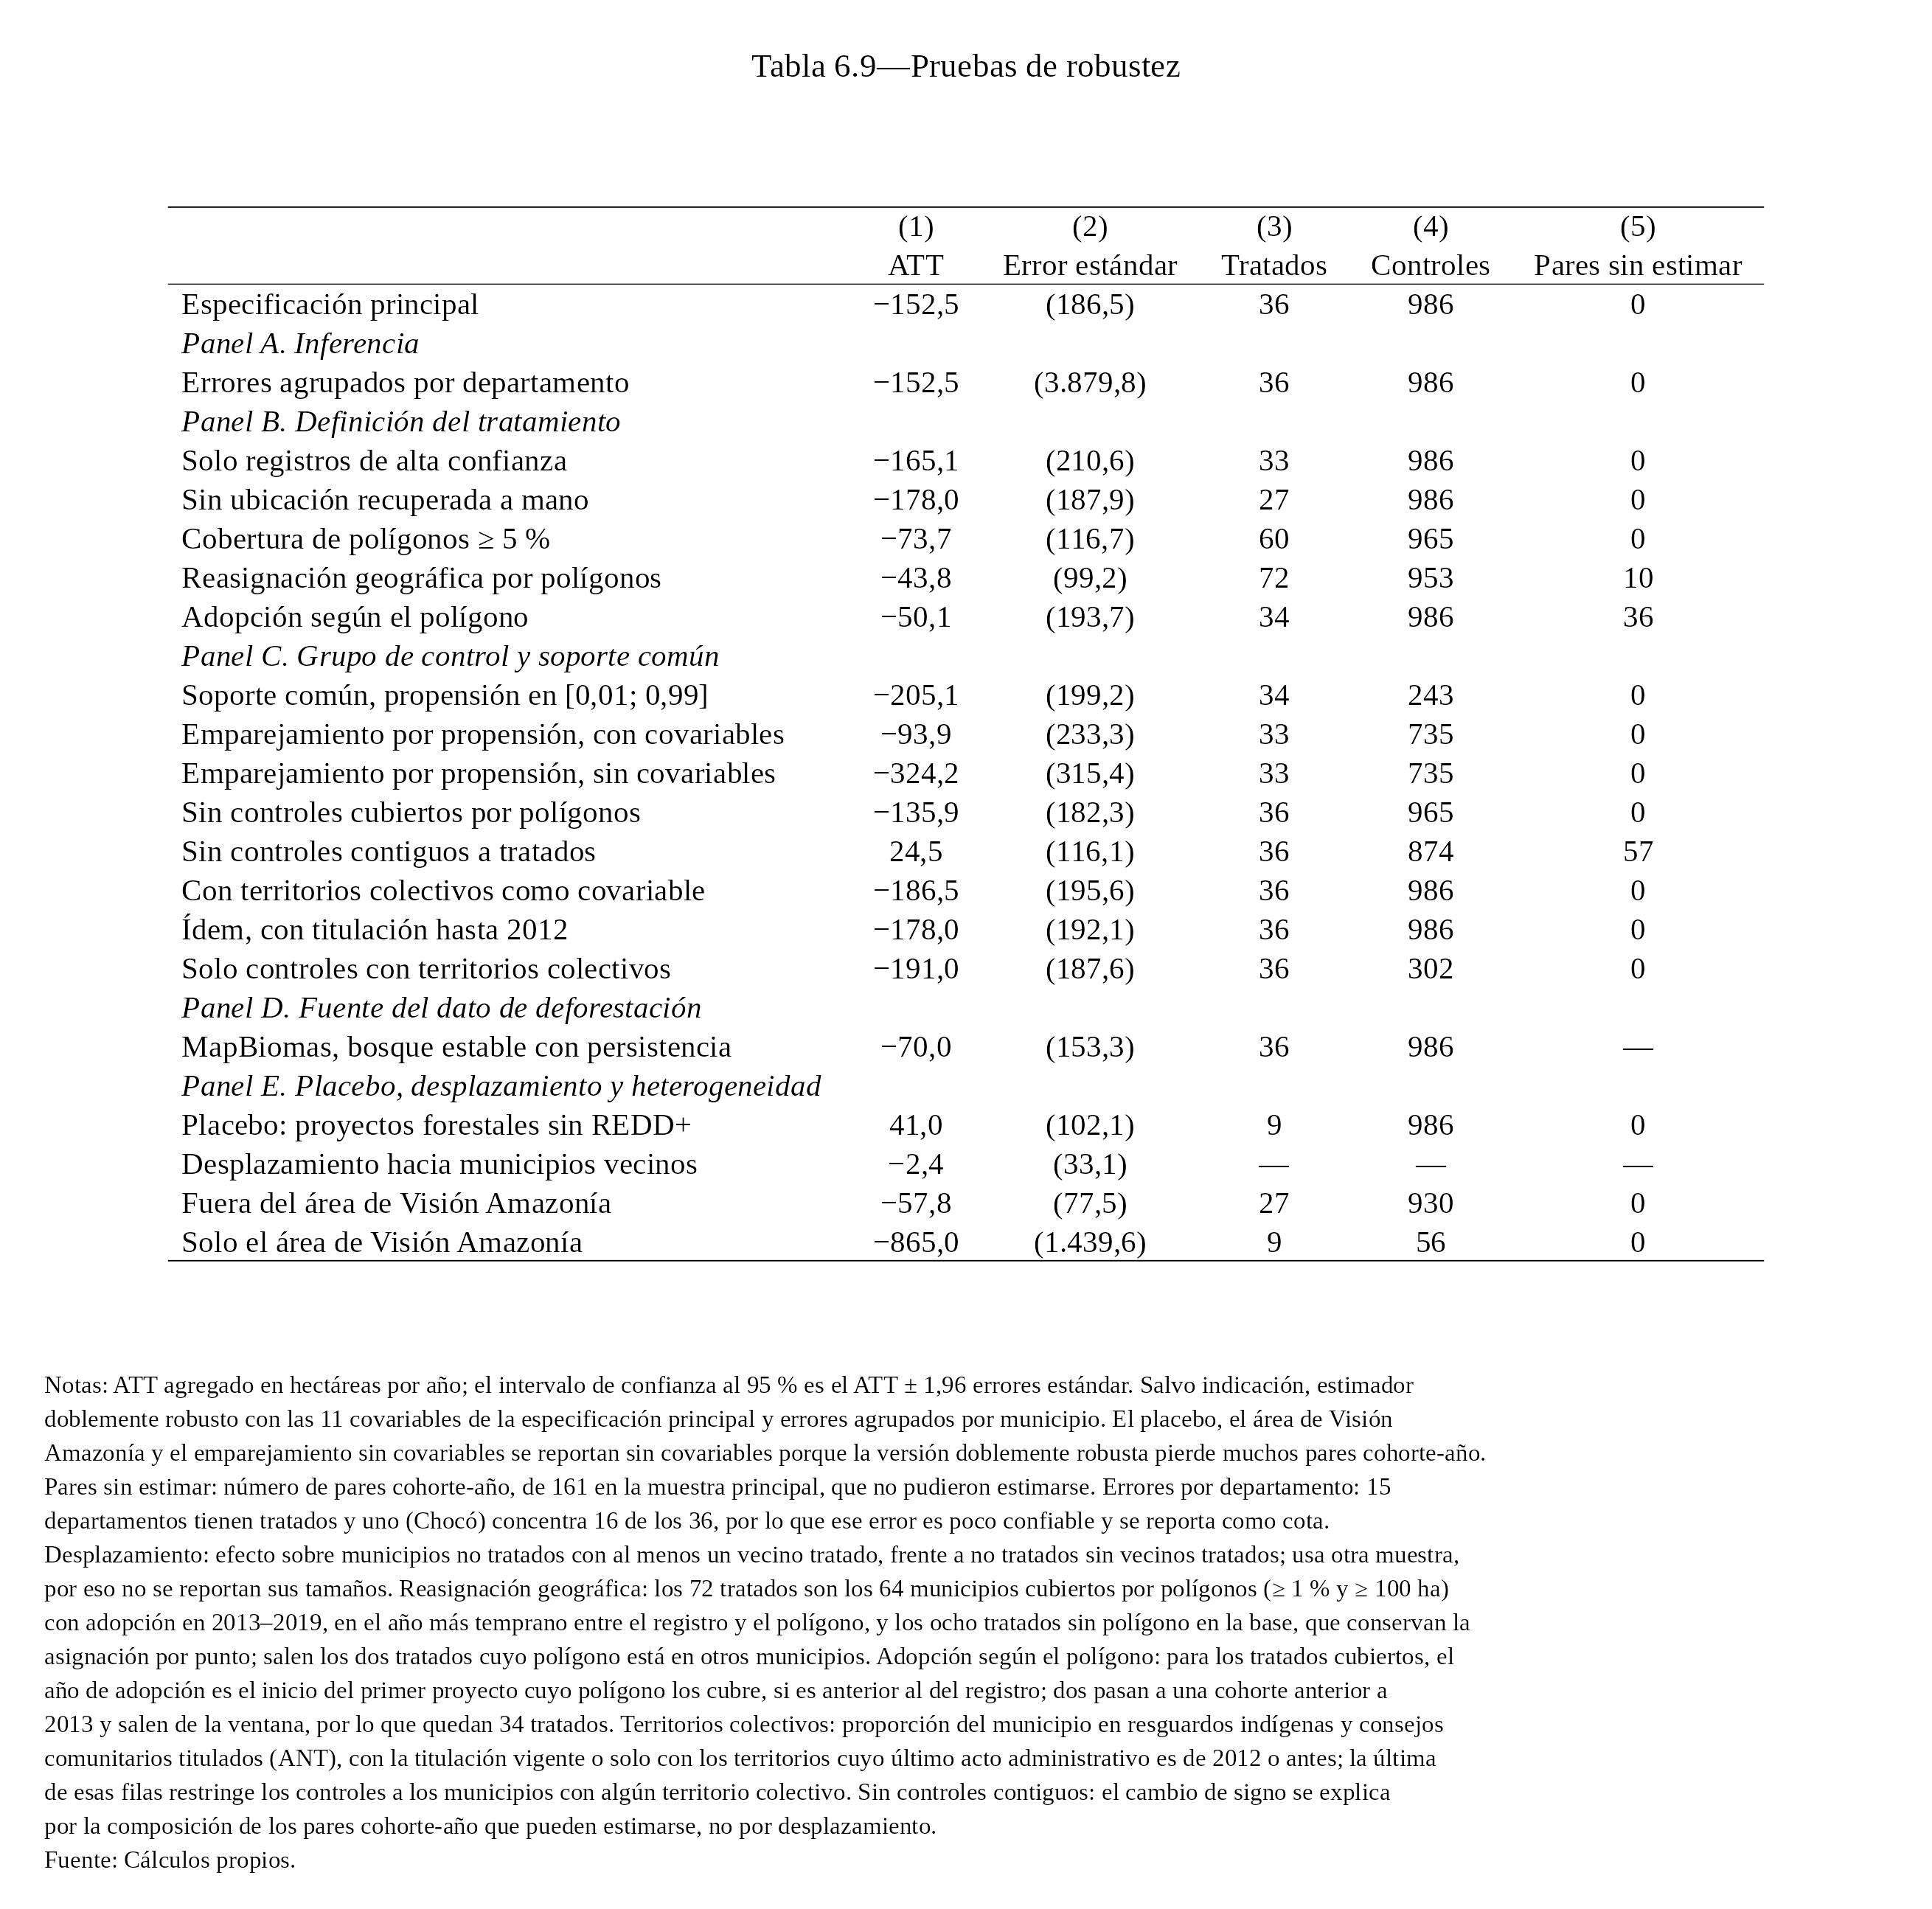 Tabla 6.9—Pruebas de robustez
(1) (2) (3) (4) (5)
ATT Error estándar Tratados Controles Pares sin estimar
Especificación principal −152,5 (186,5) 36 986 0
Panel A. Inferencia
Errores agrupados por departamento −152,5 (3.879,8) 36 986 0
Panel B. Definición del tratamiento
Solo registros de alta confianza −165,1 (210,6) 33 986 0
Sin ubicación recuperada a mano −178,0 (187,9) 27 986 0
Cobertura de polígonos ≥ 5 % −73,7 (116,7) 60 965 0
Reasignación geográfica por polígonos −43,8 (99,2) 72 953 10
Adopción según el polígono −50,1 (193,7) 34 986 36
Panel C. Grupo de control y soporte común
Soporte común, propensión en [0,01; 0,99] −205,1 (199,2) 34 243 0
Emparejamiento por propensión, con covariables −93,9 (233,3) 33 735 0
Emparejamiento por propensión, sin covariables −324,2 (315,4) 33 735 0
Sin controles cubiertos por polígonos −135,9 (182,3) 36 965 0
Sin controles contiguos a tratados 24,5 (116,1) 36 874 57
Con territorios colectivos como covariable −186,5 (195,6) 36 986 0
Ídem, con titulación hasta 2012 −178,0 (192,1) 36 986 0
Solo controles con territorios colectivos −191,0 (187,6) 36 302 0
Panel D. Fuente del dato de deforestación
MapBiomas, bosque estable con persistencia −70,0 (153,3) 36 986 —
Panel E. Placebo, desplazamiento y heterogeneidad
Placebo: proyectos forestales sin REDD+ 41,0 (102,1) 9 986 0
Desplazamiento hacia municipios vecinos −2,4 (33,1) — — —
Fuera del área de Visión Amazonía −57,8 (77,5) 27 930 0
Solo el área de Visión Amazonía −865,0 (1.439,6) 9 56 0
Notas: ATT agregado en hectáreas por año; el intervalo de confianza al 95 % es el ATT ± 1,96 errores estándar. Salvo indicación, estimador
doblemente robusto con las 11 covariables de la especificación principal y errores agrupados por municipio. El placebo, el área de Visión
Amazonía y el emparejamiento sin covariables se reportan sin covariables porque la versión doblemente robusta pierde muchos pares cohorte-año.
Pares sin estimar: número de pares cohorte-año, de 161 en la muestra principal, que no pudieron estimarse. Errores por departamento: 15
departamentos tienen tratados y uno (Chocó) concentra 16 de los 36, por lo que ese error es poco confiable y se reporta como cota.
Desplazamiento: efecto sobre municipios no tratados con al menos un vecino tratado, frente a no tratados sin vecinos tratados; usa otra muestra,
por eso no se reportan sus tamaños. Reasignación geográfica: los 72 tratados son los 64 municipios cubiertos por polígonos (≥ 1 % y ≥ 100 ha)
con adopción en 2013–2019, en el año más temprano entre el registro y el polígono, y los ocho tratados sin polígono en la base, que conservan la
asignación por punto; salen los dos tratados cuyo polígono está en otros municipios. Adopción según el polígono: para los tratados cubiertos, el
año de adopción es el inicio del primer proyecto cuyo polígono los cubre, si es anterior al del registro; dos pasan a una cohorte anterior a
2013 y salen de la ventana, por lo que quedan 34 tratados. Territorios colectivos: proporción del municipio en resguardos indígenas y consejos
comunitarios titulados (ANT), con la titulación vigente o solo con los territorios cuyo último acto administrativo es de 2012 o antes; la última
de esas filas restringe los controles a los municipios con algún territorio colectivo. Sin controles contiguos: el cambio de signo se explica
por la composición de los pares cohorte-año que pueden estimarse, no por desplazamiento.
Fuente: Cálculos propios.